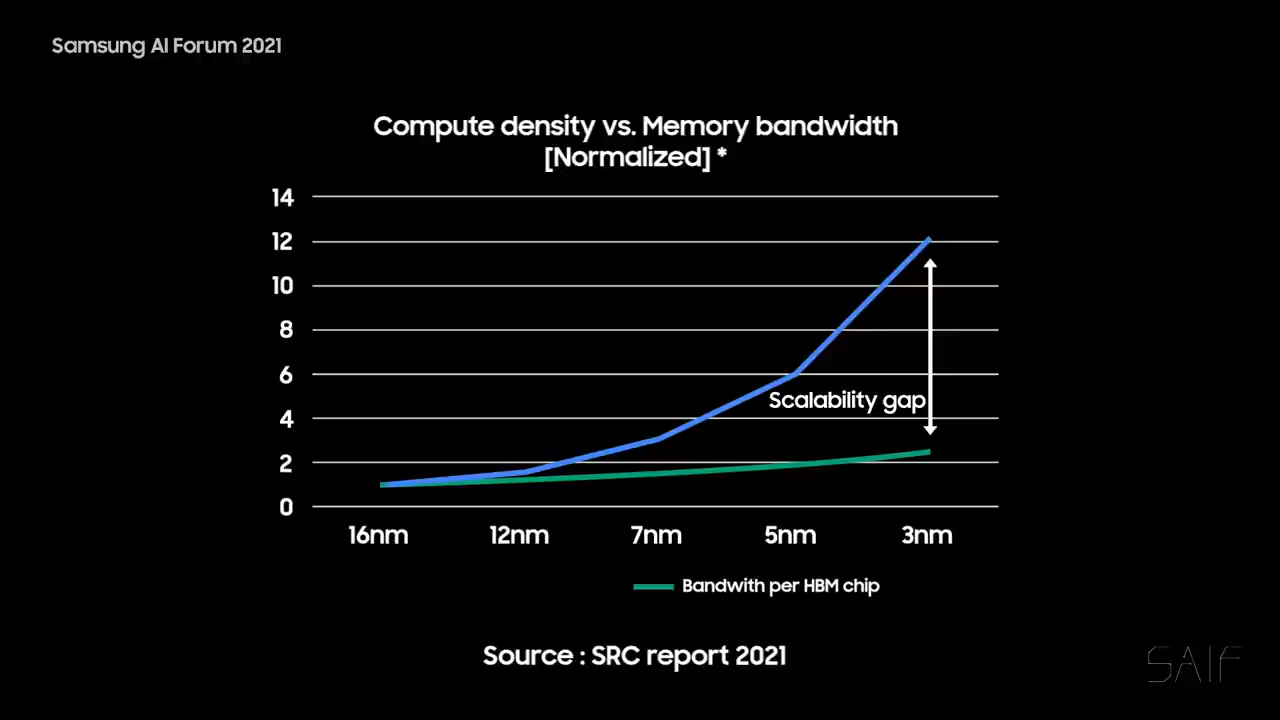 Samsung AI Forum 2021
Compute density vs. Memory bandwidth
[Normalized] *
14
12
10
8
6
4
2
0
Scalability gap
16nm 12nm 7nm 5nm 3nm
Bandwith per HBM chip
Source : SRC report 2021
SAIF